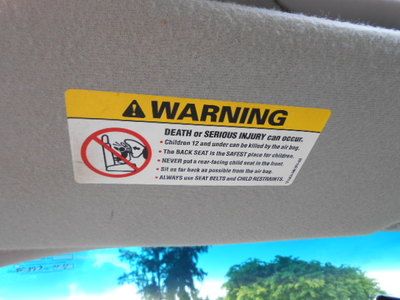 WARNING
DEATH or SERIOUS INJURY can occur.
• Children 12 and under can be killed by the air bag.
• The BACK SEAT is the SAFEST place for children.
• NEVER put a rear-facing child seat in the front.
• Sit as far back as possible from the air bag.
• ALWAYS use SEAT BELTS and CHILD RESTRAINTS.